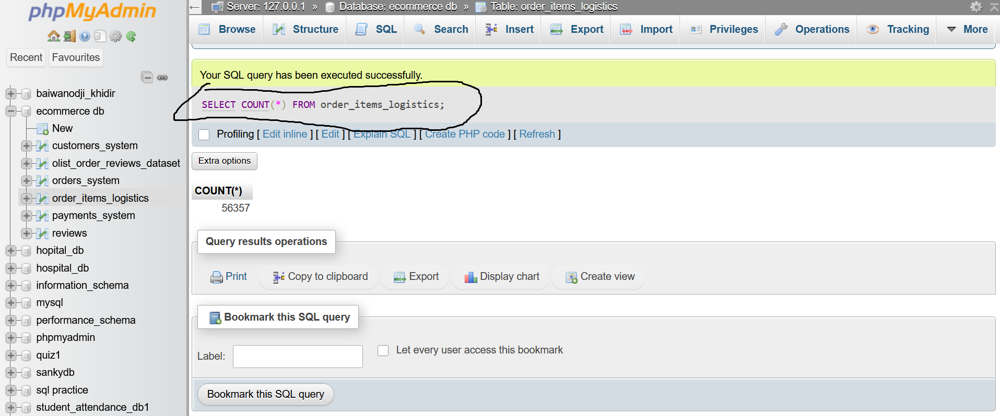 phpMyAdmin
Recent Favourites
baiwanodji_khidir
ecommerce db
New
customers_system
olist_order_reviews_dataset
orders_system
order_items_logistics
payments_system
reviews
hopital_db
hospital_db
information_schema
mysql
performance_schema
phpmyadmin
quiz1
sankydb
sql practice
student_attendance_db1
Server: 127.0.0.1 » Database: ecommerce db » Table: order_items_logistics
Browse Structure SQL Search Insert Export Import Privileges Operations Tracking More
Your SQL query has been executed successfully.
SELECT COUNT(*) FROM order_items_logistics;
Profiling [ Edit inline ] [ Edit ] [ Explain SQL ] [ Create PHP code ] [ Refresh ]
Extra options
COUNT(*)
56357
Query results operations
Print Copy to clipboard Export Display chart Create view
Bookmark this SQL query
Label: Let every user access this bookmark
Bookmark this SQL query